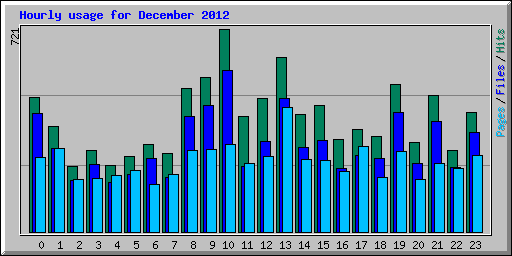 Hourly usage for December 2012
721
Pages / Files / Hits
0 1 2 3 4 5 6 7 8 9 10 11 12 13 14 15 16 17 18 19 20 21 22 23